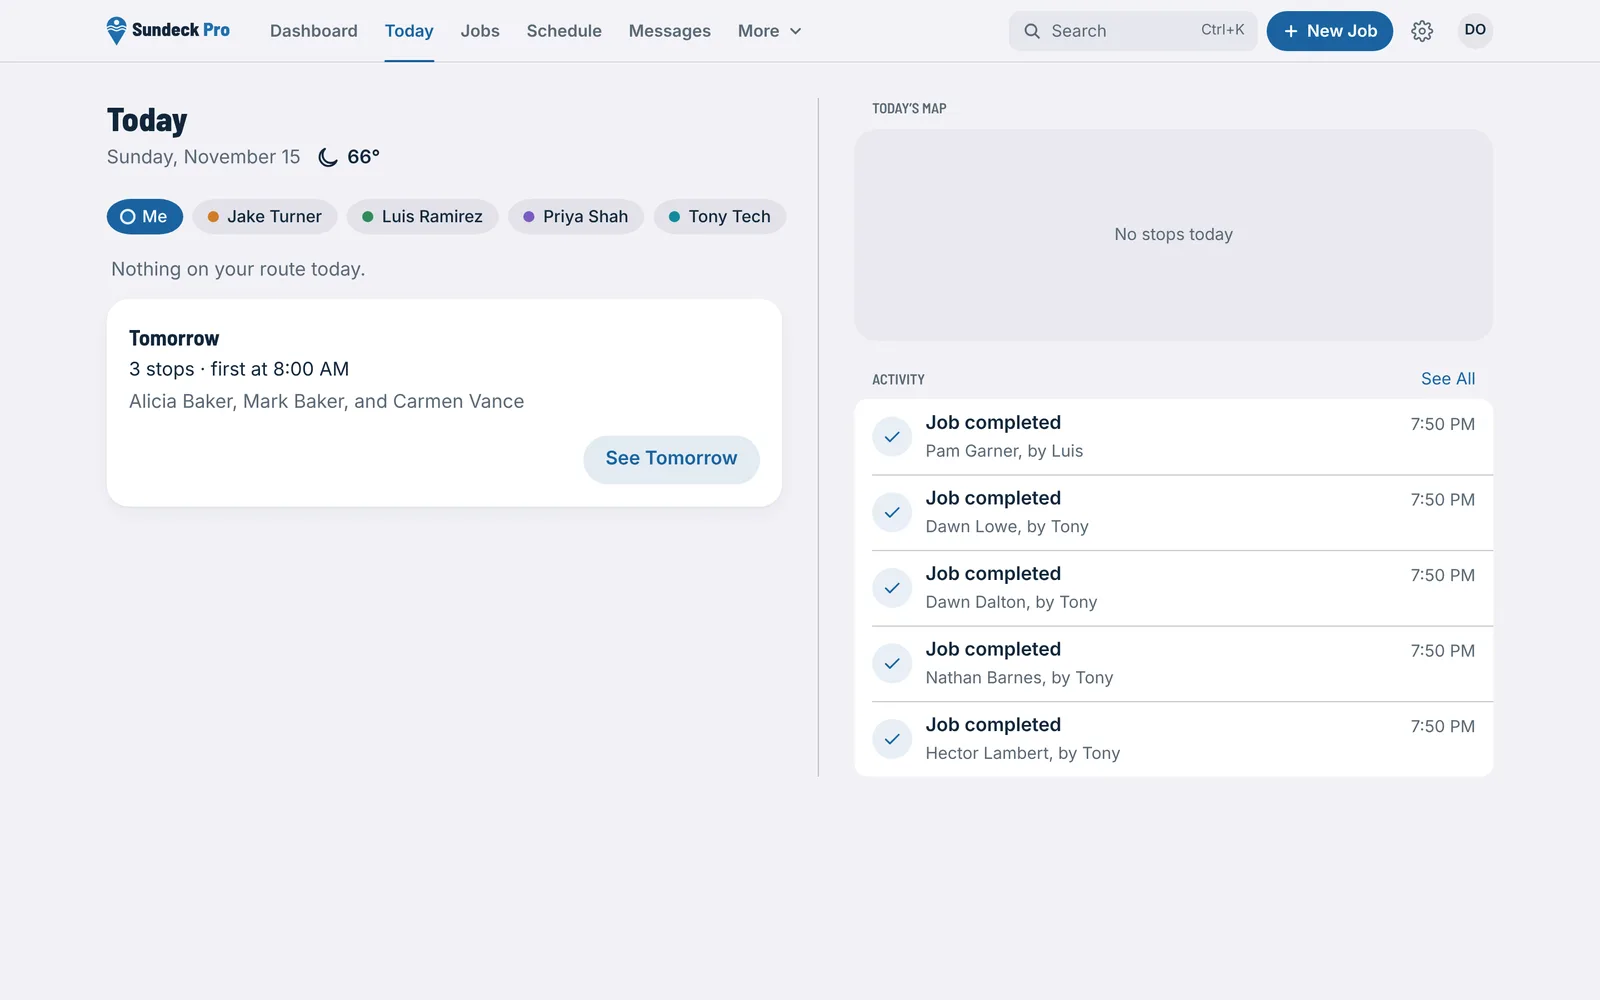 Sundeck Pro
Dashboard
Today
Jobs
Schedule
Messages
More
Search
Ctrl+K
+ New Job
DO
Today
Sunday, November 15
66°
Me
Jake Turner
Luis Ramirez
Priya Shah
Tony Tech
Nothing on your route today.
Tomorrow
3 stops · first at 8:00 AM
Alicia Baker, Mark Baker, and Carmen Vance
See Tomorrow
TODAY'S MAP
No stops today
ACTIVITY
See All
Job completed
7:50 PM
Pam Garner, by Luis
Job completed
7:50 PM
Dawn Lowe, by Tony
Job completed
7:50 PM
Dawn Dalton, by Tony
Job completed
7:50 PM
Nathan Barnes, by Tony
Job completed
7:50 PM
Hector Lambert, by Tony